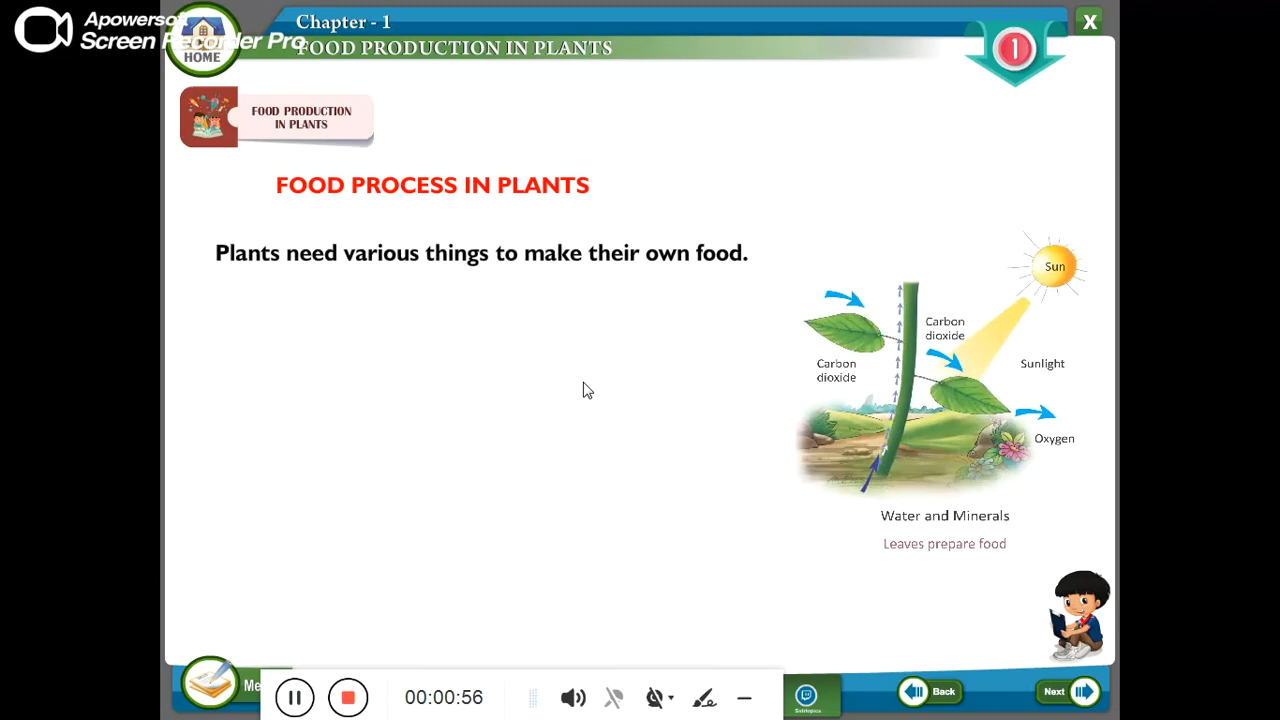 Apowersoft
Screen Recorder Pro
HOME
Chapter - 1
FOOD PRODUCTION IN PLANTS
1
X
FOOD PRODUCTION
IN PLANTS
FOOD PROCESS IN PLANTS
Plants need various things to make their own food.
Sun
Carbon
dioxide
Carbon
dioxide
Sunlight
Oxygen
Water and Minerals
Leaves prepare food
Me
00:00:56
Subtopics
Back
Next